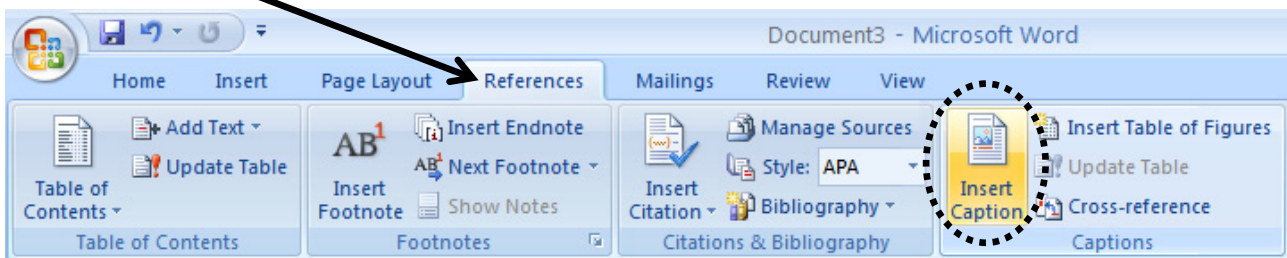 Document3 - Microsoft Word
Home Insert Page Layout References Mailings Review View
Table of
Contents
Add Text
Update Table
Table of Contents
AB1
Insert
Footnote
Insert Endnote
AB1 Next Footnote
Show Notes
Footnotes
Insert
Citation
Manage Sources
Style: APA
Bibliography
Citations & Bibliography
Insert
Caption
Insert Table of Figures
Update Table
Cross-reference
Captions